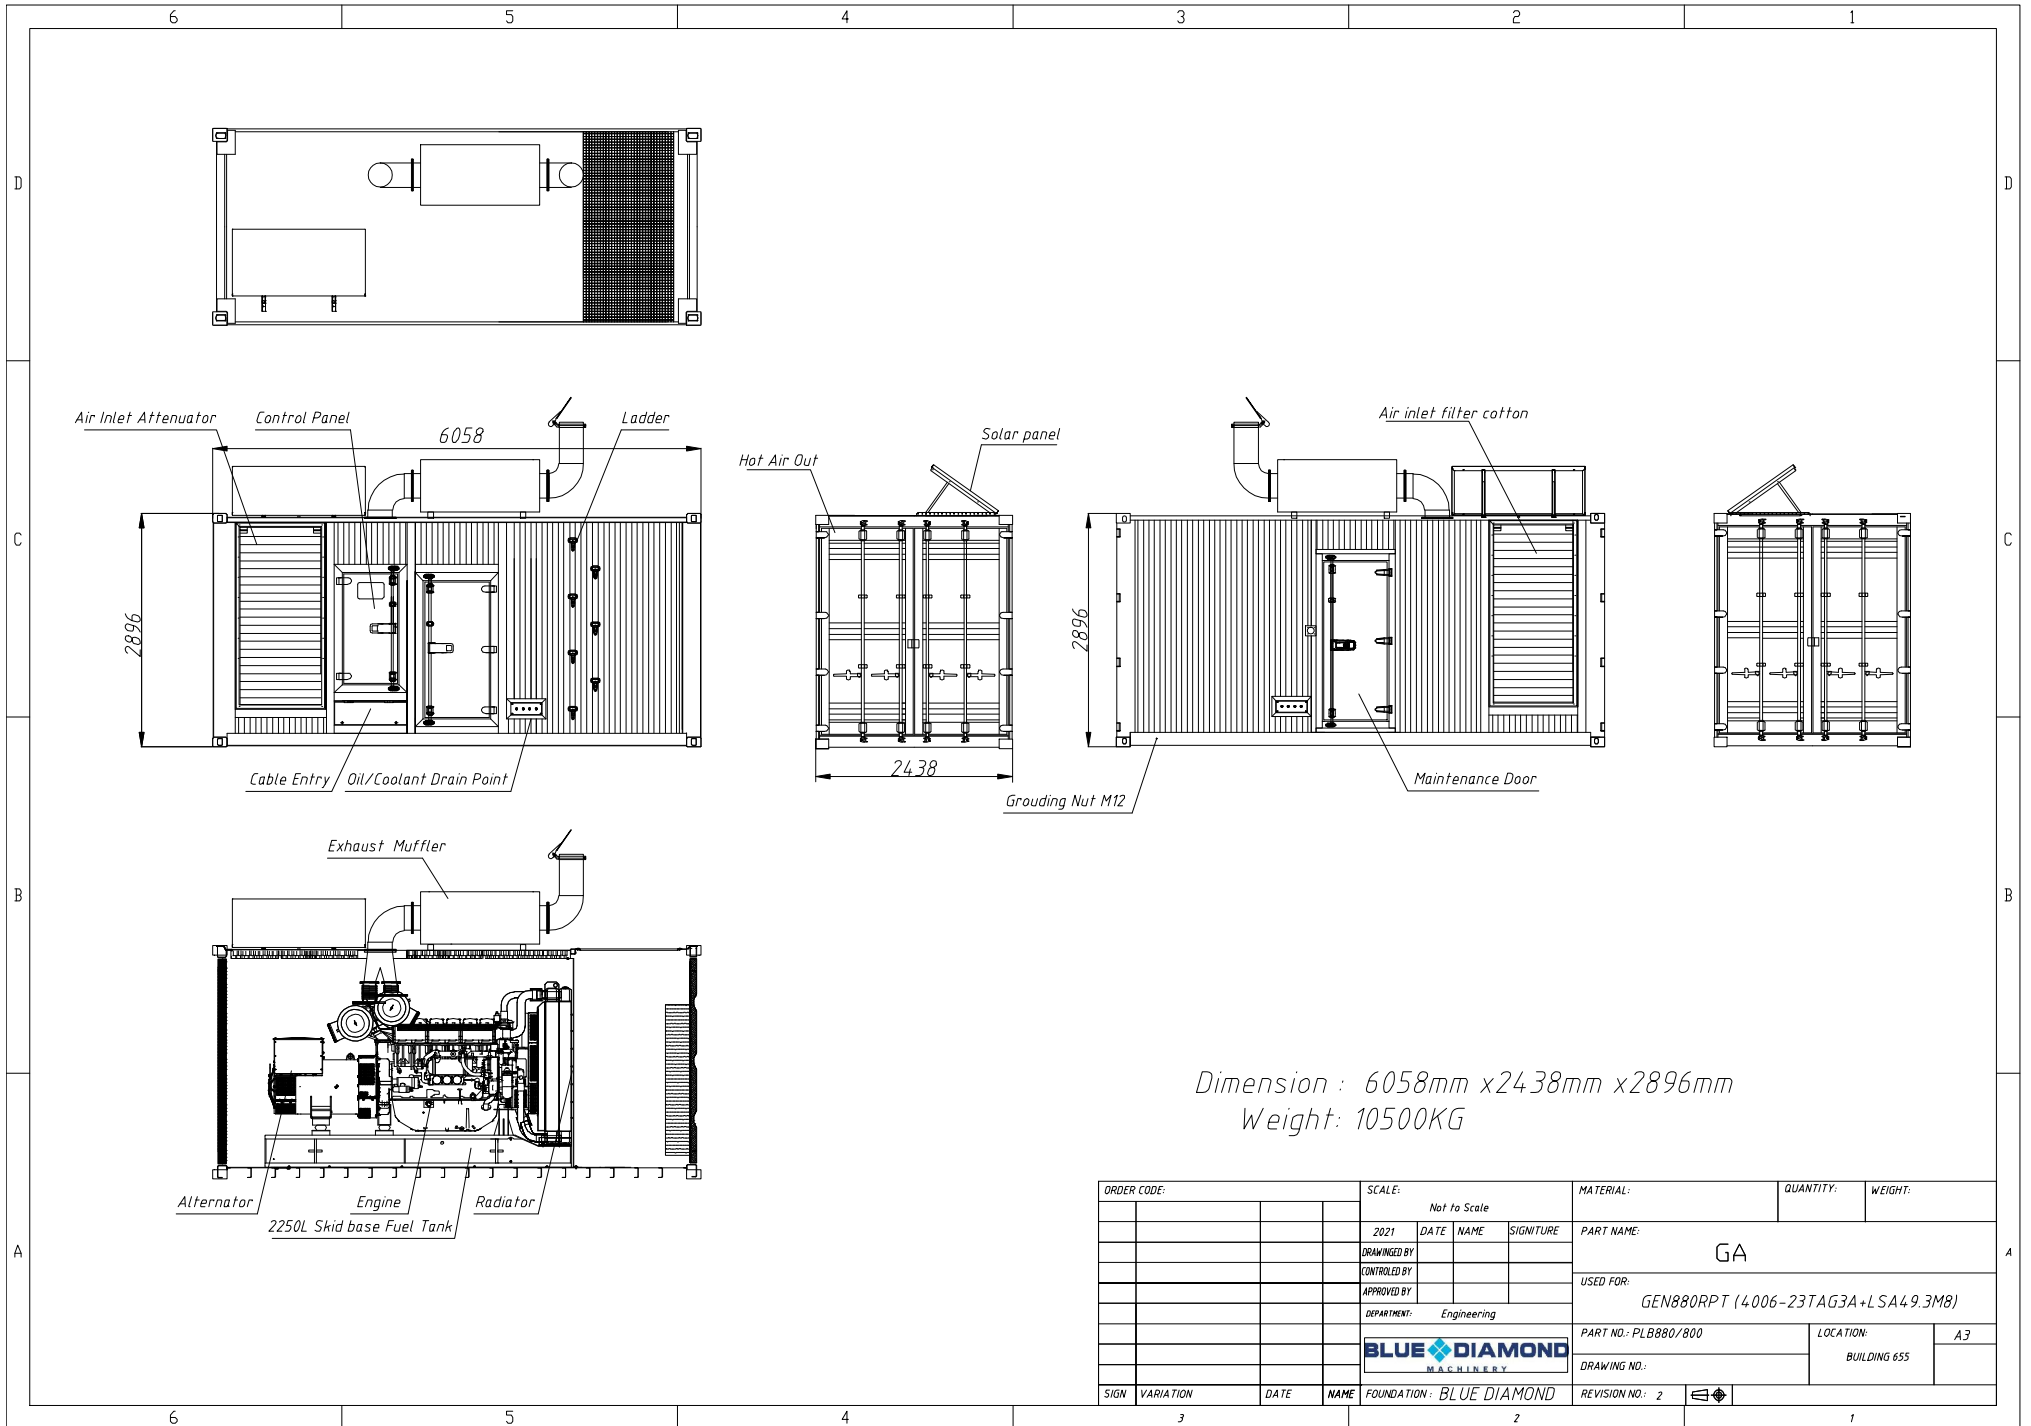 6 5 4 3 2 1
D D
Air Inlet Attenuator
Control Panel
6058
Ladder
Solar panel
Hot Air Out
Air inlet filter cotton
C C
2896
2896
2438
Cable Entry
Oil/Coolant Drain Point
Grouding Nut M12
Maintenance Door
Exhaust Muffler
B B
Alternator
Engine
Radiator
2250L Skid base Fuel Tank
Dimension : 6058mm x2438mm x2896mm
Weight: 10500KG
A A
ORDER CODE:
SIGN VARIATION DATE NAME
SCALE:
Not to Scale
2021 DATE NAME SIGNITURE
DRAWINGED BY
CONTROLED BY
APPROVED BY
DEPARTMENT: Engineering
BLUE DIAMOND
MACHINERY
FOUNDATION : BLUE DIAMOND
MATERIAL: QUANTITY: WEIGHT:
PART NAME:
GA
USED FOR:
GEN880RPT (4006-23TAG3A+LSA49.3M8)
PART NO.: PLB880/800
LOCATION:
BUILDING 655
A3
DRAWING NO.:
REVISION NO.: 2
6 5 4 3 2 1